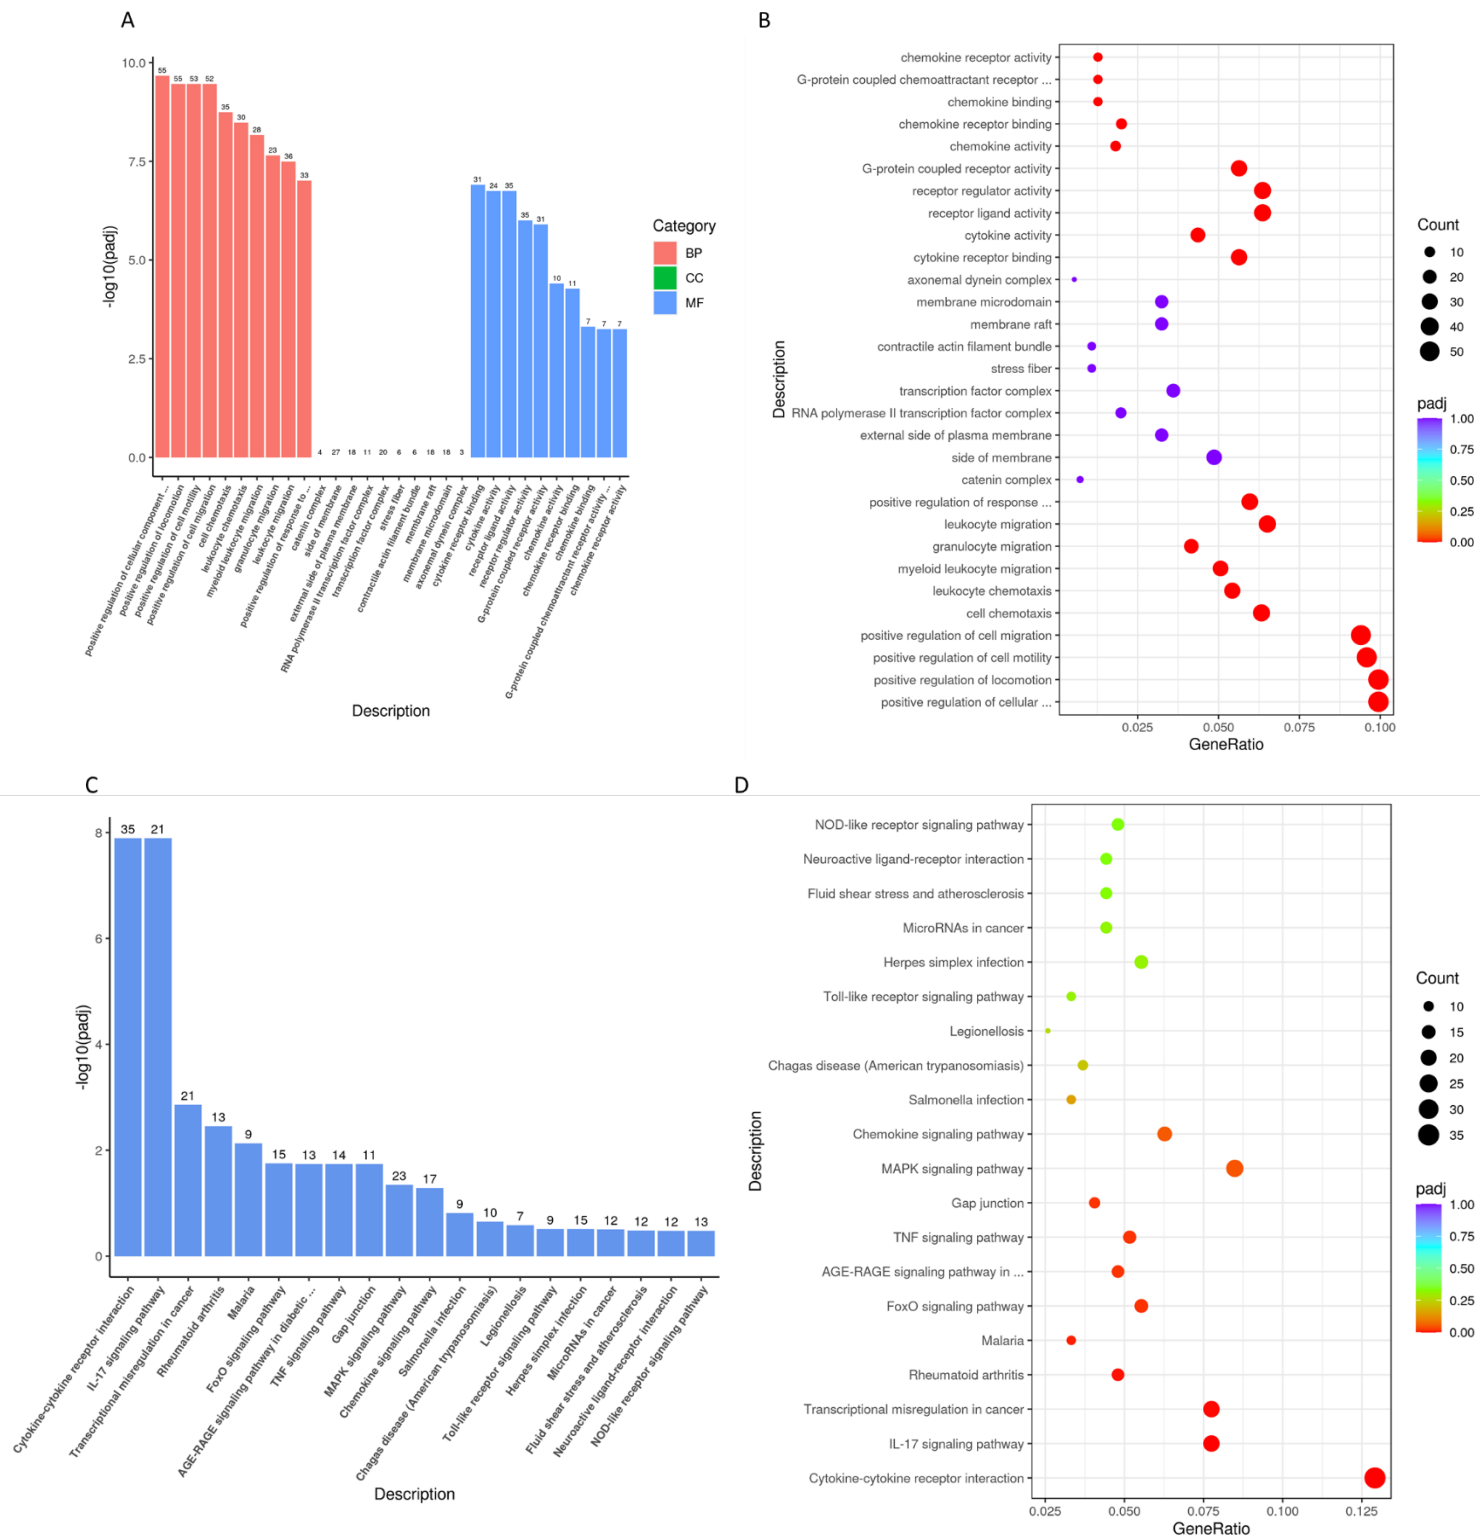 A
10.0
7.5
5.0
2.5
0.0
-log10(padj)
55
55
53
52
35
30
28
23
36
33
4
27
18
11
20
6
6
18
18
3
31
24
35
35
31
10
11
7
7
7
positive regulation of cellular component ...
positive regulation of locomotion
positive regulation of cell motility
positive regulation of cell migration
cell chemotaxis
leukocyte chemotaxis
myeloid leukocyte migration
granulocyte migration
leukocyte migration
positive regulation of response to ...
catenin complex
side of membrane
external side of plasma membrane
RNA polymerase II transcription factor complex
transcription factor complex
stress fiber
contractile actin filament bundle
membrane raft
membrane microdomain
axonemal dynein complex
cytokine receptor binding
cytokine activity
receptor ligand activity
receptor regulator activity
G-protein coupled receptor activity
chemokine activity
chemokine receptor binding
chemokine binding
G-protein coupled chemoattractant receptor activity ...
chemokine receptor activity
Description
Category
BP
CC
MF
B
Description
chemokine receptor activity
G-protein coupled chemoattractant receptor ...
chemokine binding
chemokine receptor binding
chemokine activity
G-protein coupled receptor activity
receptor regulator activity
receptor ligand activity
cytokine activity
cytokine receptor binding
axonemal dynein complex
membrane microdomain
membrane raft
contractile actin filament bundle
stress fiber
transcription factor complex
RNA polymerase II transcription factor complex
external side of plasma membrane
side of membrane
catenin complex
positive regulation of response ...
leukocyte migration
granulocyte migration
myeloid leukocyte migration
leukocyte chemotaxis
cell chemotaxis
positive regulation of cell migration
positive regulation of cell motility
positive regulation of locomotion
positive regulation of cellular ...
0.025
0.050
0.075
0.100
GeneRatio
Count
10
20
30
40
50
padj
1.00
0.75
0.50
0.25
0.00
C
8
6
4
2
0
-log10(padj)
35
21
21
13
9
15
13
14
11
23
17
9
10
7
9
15
12
12
12
13
Cytokine-cytokine receptor interaction
IL-17 signaling pathway
Transcriptional misregulation in cancer
Rheumatoid arthritis
Malaria
FoxO signaling pathway
AGE-RAGE signaling pathway in diabetic ...
TNF signaling pathway
Gap junction
MAPK signaling pathway
Chemokine signaling pathway
Salmonella infection
Chagas disease (American trypanosomiasis)
Legionellosis
Toll-like receptor signaling pathway
Herpes simplex infection
MicroRNAs in cancer
Fluid shear stress and atherosclerosis
Neuroactive ligand-receptor interaction
NOD-like receptor signaling pathway
Description
D
Description
NOD-like receptor signaling pathway
Neuroactive ligand-receptor interaction
Fluid shear stress and atherosclerosis
MicroRNAs in cancer
Herpes simplex infection
Toll-like receptor signaling pathway
Legionellosis
Chagas disease (American trypanosomiasis)
Salmonella infection
Chemokine signaling pathway
MAPK signaling pathway
Gap junction
TNF signaling pathway
AGE-RAGE signaling pathway in ...
FoxO signaling pathway
Malaria
Rheumatoid arthritis
Transcriptional misregulation in cancer
IL-17 signaling pathway
Cytokine-cytokine receptor interaction
0.025
0.050
0.075
0.100
0.125
GeneRatio
Count
10
15
20
25
30
35
padj
1.00
0.75
0.50
0.25
0.00